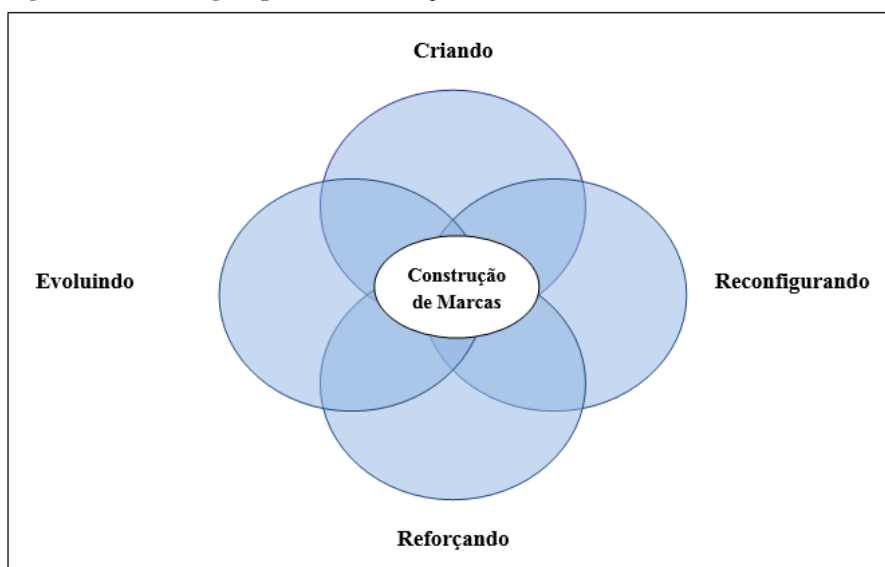 Criando
Evoluindo
Construção
de Marcas
Reconfigurando
Reforçando